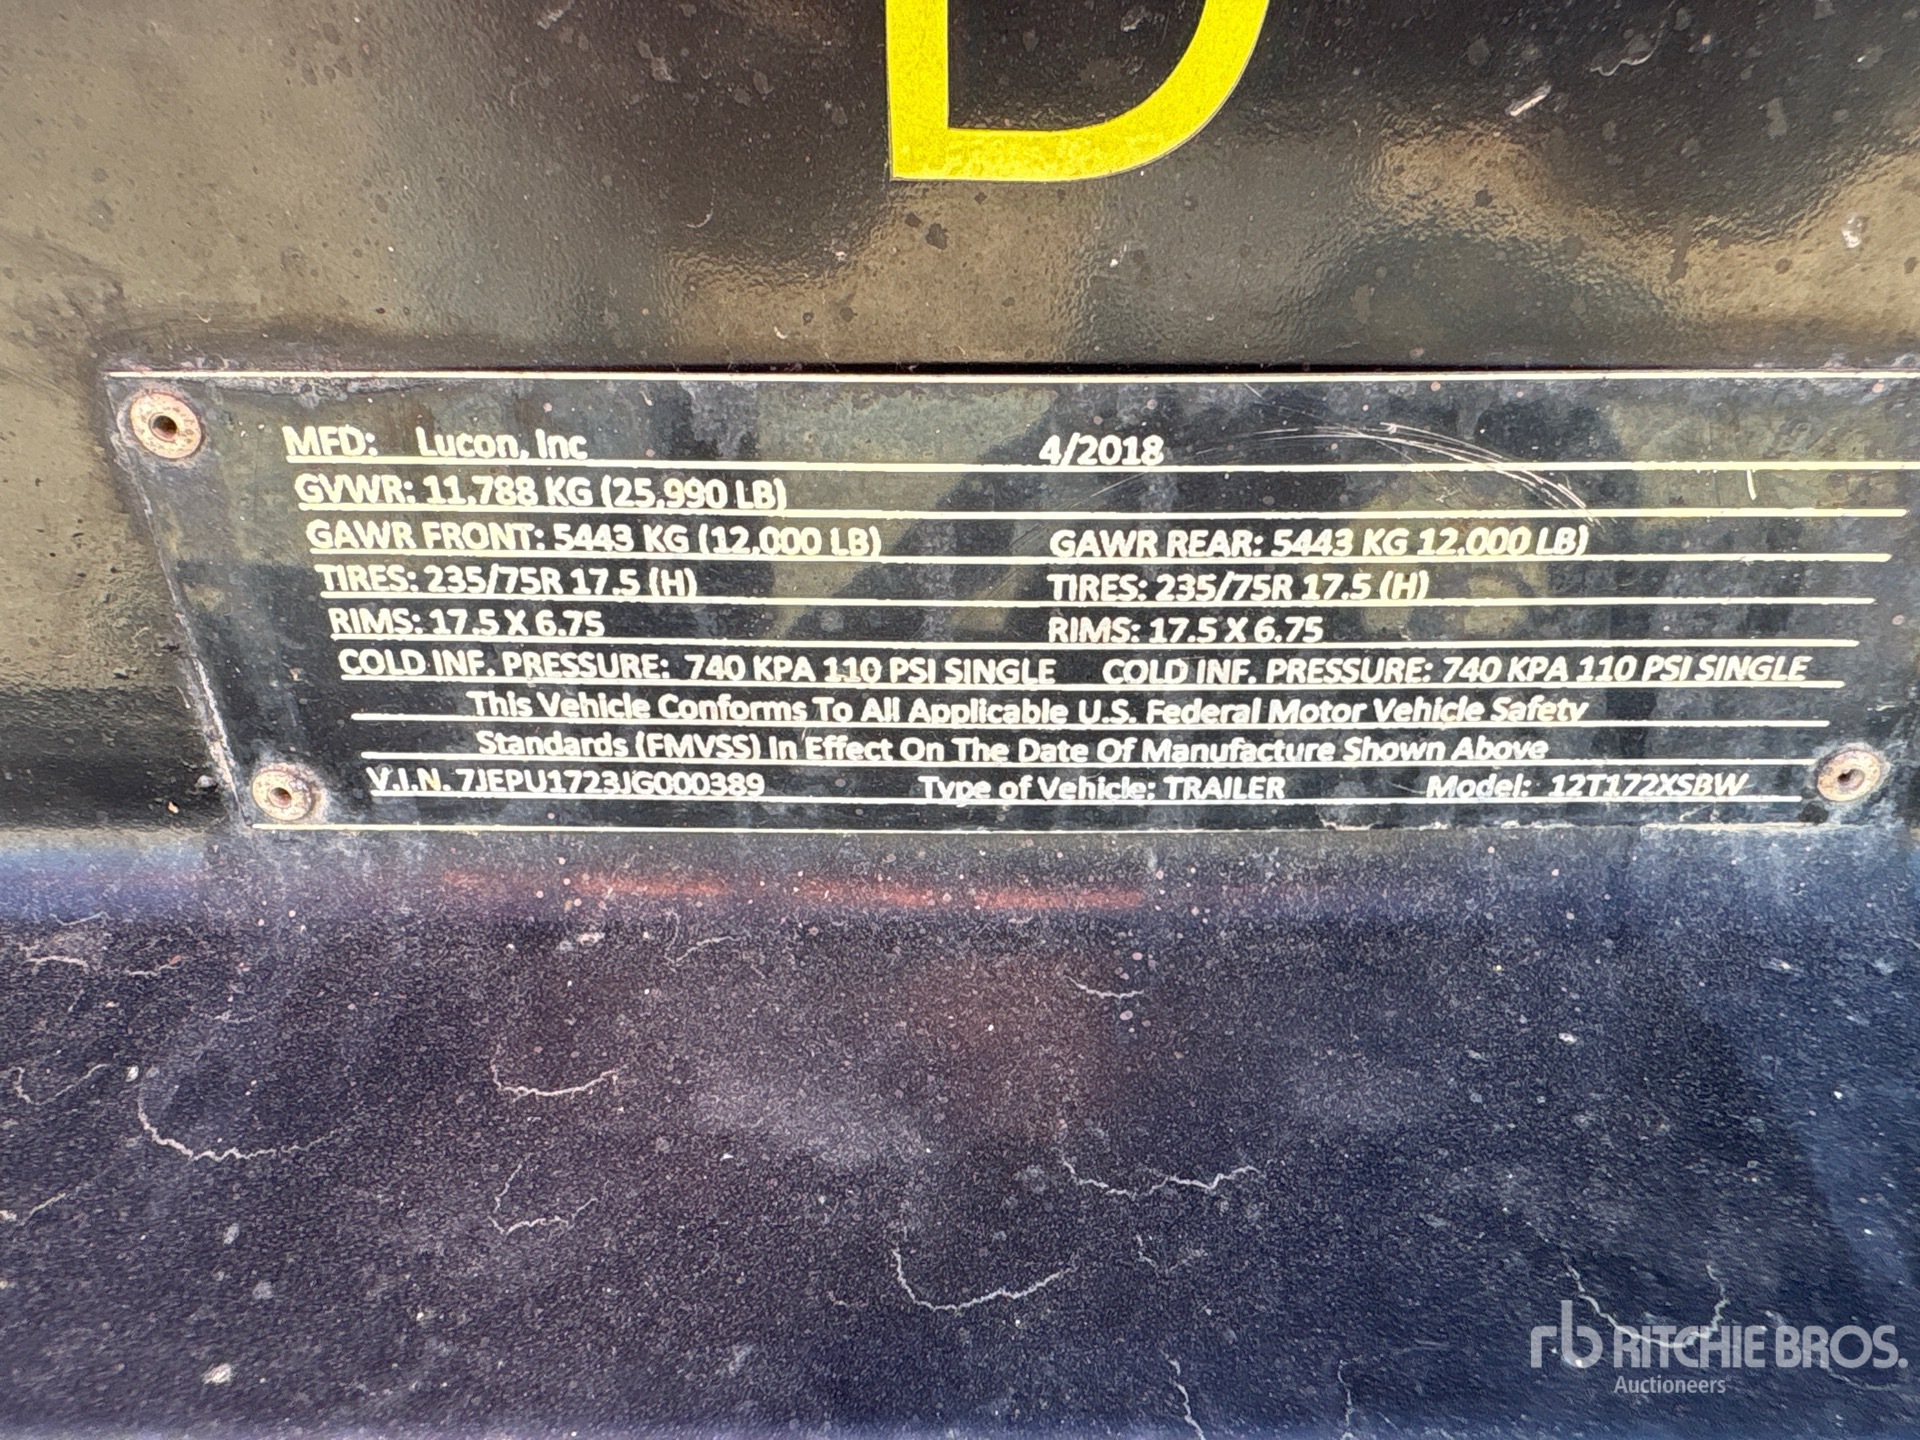 D
MFD: Lucon, Inc 4/2018
GVWR: 11,788 KG (25,990 LB)
GAWR FRONT: 5443 KG (12,000 LB) GAWR REAR: 5443 KG 12,000 LB)
TIRES: 235/75R 17.5 (H) TIRES: 235/75R 17.5 (H)
RIMS: 17.5 X 6.75 RIMS: 17.5 X 6.75
COLD INF. PRESSURE: 740 KPA 110 PSI SINGLE COLD INF. PRESSURE: 740 KPA 110 PSI SINGLE
This Vehicle Conforms To All Applicable U.S. Federal Motor Vehicle Safety
Standards (FMVSS) In Effect On The Date Of Manufacture Shown Above
V.I.N. 7JEPU1723JG000389 Type of Vehicle: TRAILER Model: 12T172XSBW
rb RITCHIE BROS.
Auctioneers